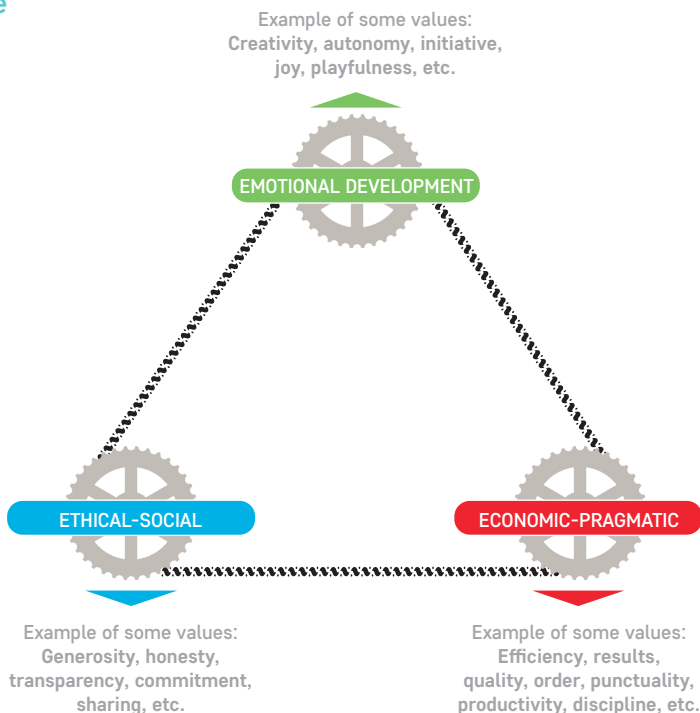 e
Example of some values:
Creativity, autonomy, initiative,
joy, playfulness, etc.
EMOTIONAL DEVELOPMENT
ETHICAL-SOCIAL
ECONOMIC-PRAGMATIC
Example of some values:
Generosity, honesty,
transparency, commitment,
sharing, etc.
Example of some values:
Efficiency, results,
quality, order, punctuality,
productivity, discipline, etc.